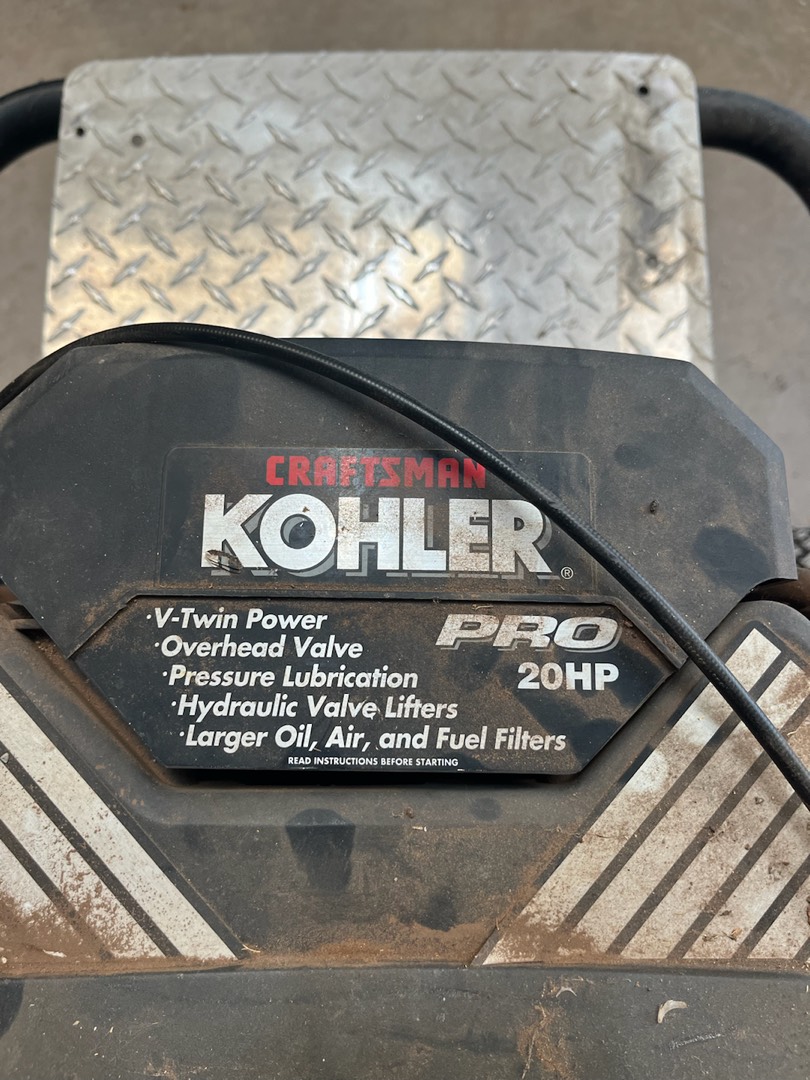 CRAFTSMAN
KOHLER®
PRO
20HP
·V-Twin Power
·Overhead Valve
·Pressure Lubrication
·Hydraulic Valve Lifters
·Larger Oil, Air, and Fuel Filters
READ INSTRUCTIONS BEFORE STARTING